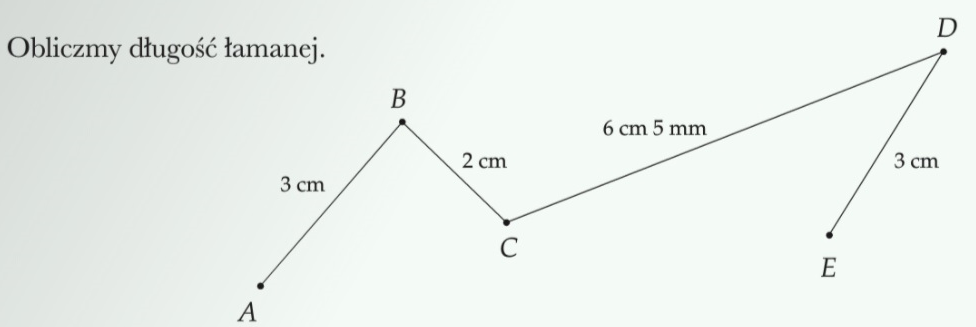 Obliczmy długość łamanej.
D
B
6 cm 5 mm
2 cm
3 cm
3 cm
C
E
A